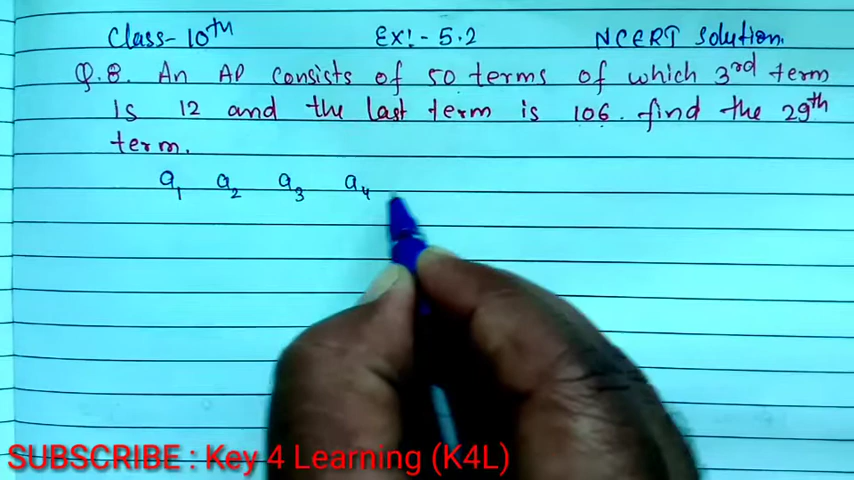 Class-10th Ex!-5.2 NCERT Solution.
Q.8. An AP consists of 50 terms of which 3rd term
is 12 and the last term is 106. find the 29th
term.
a1 a2 a3 a4
SUBSCRIBE : Key 4 Learning (K4L)